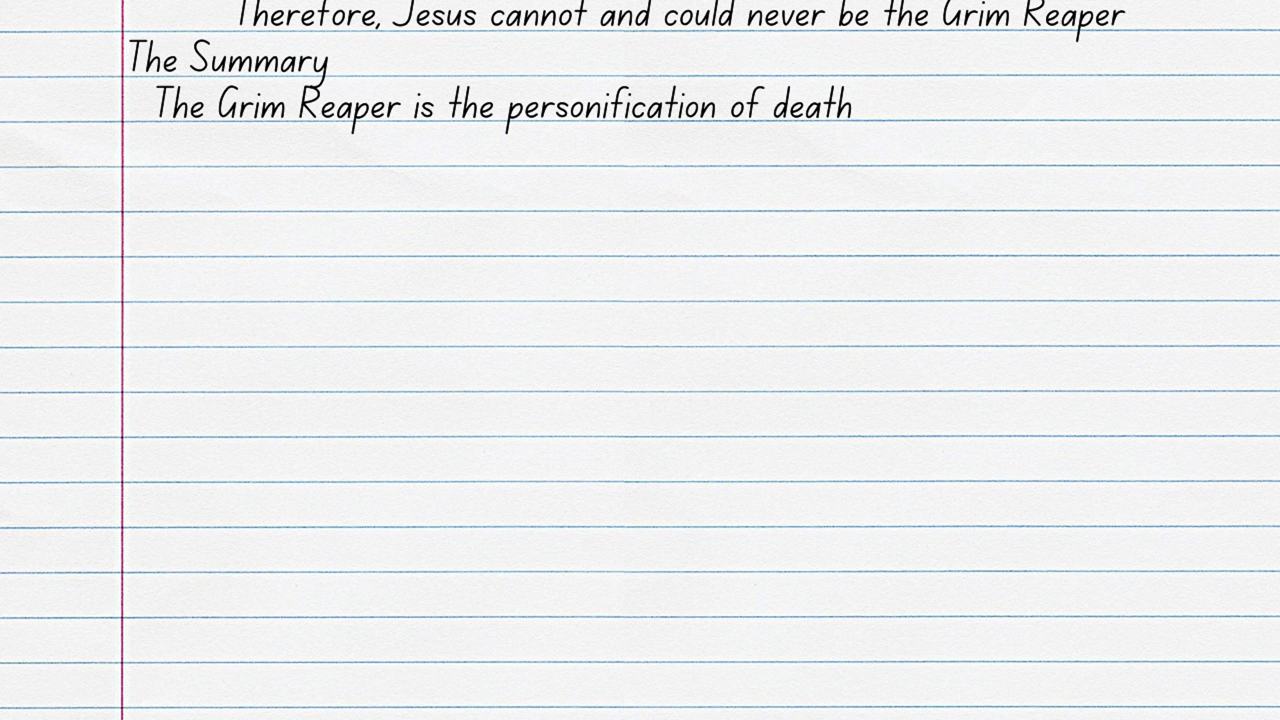 Therefore, Jesus cannot and could never be the Grim Reaper
The Summary
The Grim Reaper is the personification of death